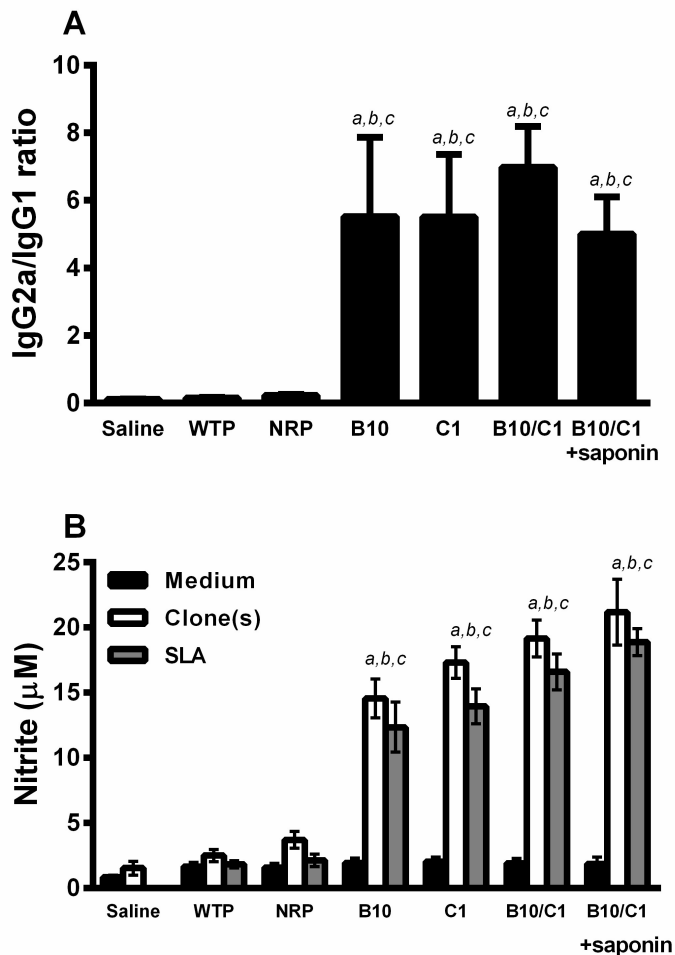 A
IgG2a/IgG1 ratio
10
8
6
4
2
0
a,b,c
a,b,c
a,b,c
a,b,c
Saline WTP NRP B10 C1 B10/C1 B10/C1
+saponin
B
Nitrite (μM)
25
20
15
10
5
0
Medium
Clone(s)
SLA
a,b,c
a,b,c
a,b,c
a,b,c
Saline WTP NRP B10 C1 B10/C1 B10/C1
+saponin